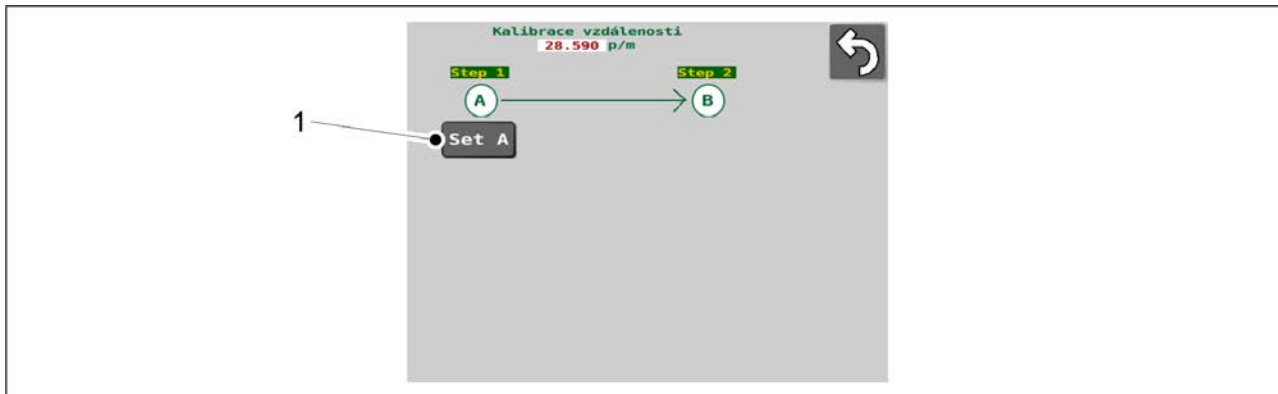 Kalibrace vzdálenosti
28.590 p/m
Step 1 Step 2
A B
1
Set A